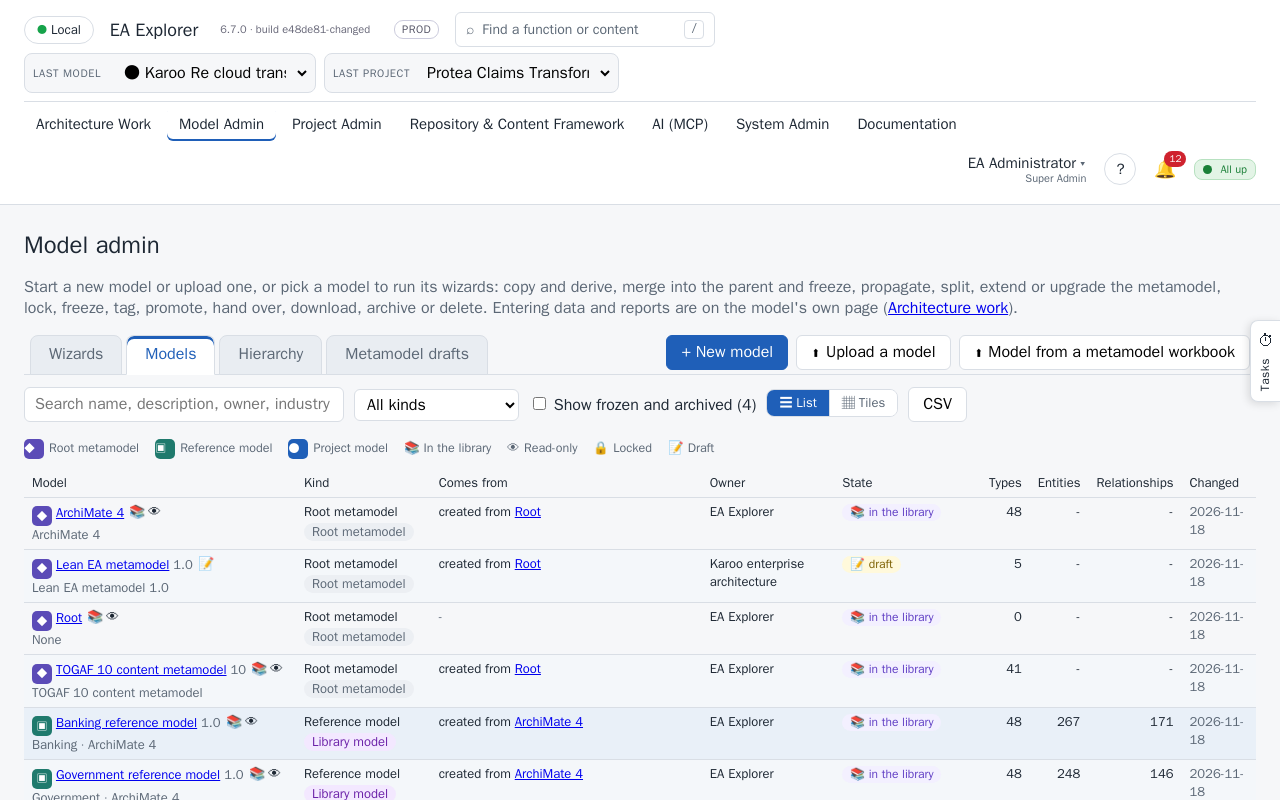 Local EA Explorer 6.7.0 · build e48de81-changed PROD Find a function or content /
LAST MODEL Karoo Re cloud trans LAST PROJECT Protea Claims Transfor
Architecture Work Model Admin Project Admin Repository & Content Framework AI (MCP) System Admin Documentation
EA Administrator ? 12 All up
Super Admin
Model admin
Start a new model or upload one, or pick a model to run its wizards: copy and derive, merge into the parent and freeze, propagate, split, extend or upgrade the metamodel,
lock, freeze, tag, promote, hand over, download, archive or delete. Entering data and reports are on the model's own page (Architecture work).
Tasks
Wizards Models Hierarchy Metamodel drafts + New model Upload a model Model from a metamodel workbook
Search name, description, owner, industry All kinds Show frozen and archived (4) List Tiles CSV
Root metamodel Reference model Project model In the library Read-only Locked Draft
Model Kind Comes from Owner State Types Entities Relationships Changed
ArchiMate 4 Root metamodel created from Root EA Explorer in the library 48 - - 2026-11-
ArchiMate 4 Root metamodel 18
Lean EA metamodel 1.0 Root metamodel created from Root Karoo enterprise draft 5 - - 2026-11-
Lean EA metamodel 1.0 Root metamodel architecture 18
Root Root metamodel - EA Explorer in the library 0 - - 2026-11-
None Root metamodel 18
TOGAF 10 content metamodel 10 Root metamodel created from Root EA Explorer in the library 41 - - 2026-11-
TOGAF 10 content metamodel Root metamodel 18
Banking reference model 1.0 Reference model created from ArchiMate 4 EA Explorer in the library 48 267 171 2026-11-
Banking · ArchiMate 4 Library model 18
Government reference model 1.0 Reference model created from ArchiMate 4 EA Explorer in the library 48 248 146 2026-11-
Government · ArchiMate 4 Library model 18